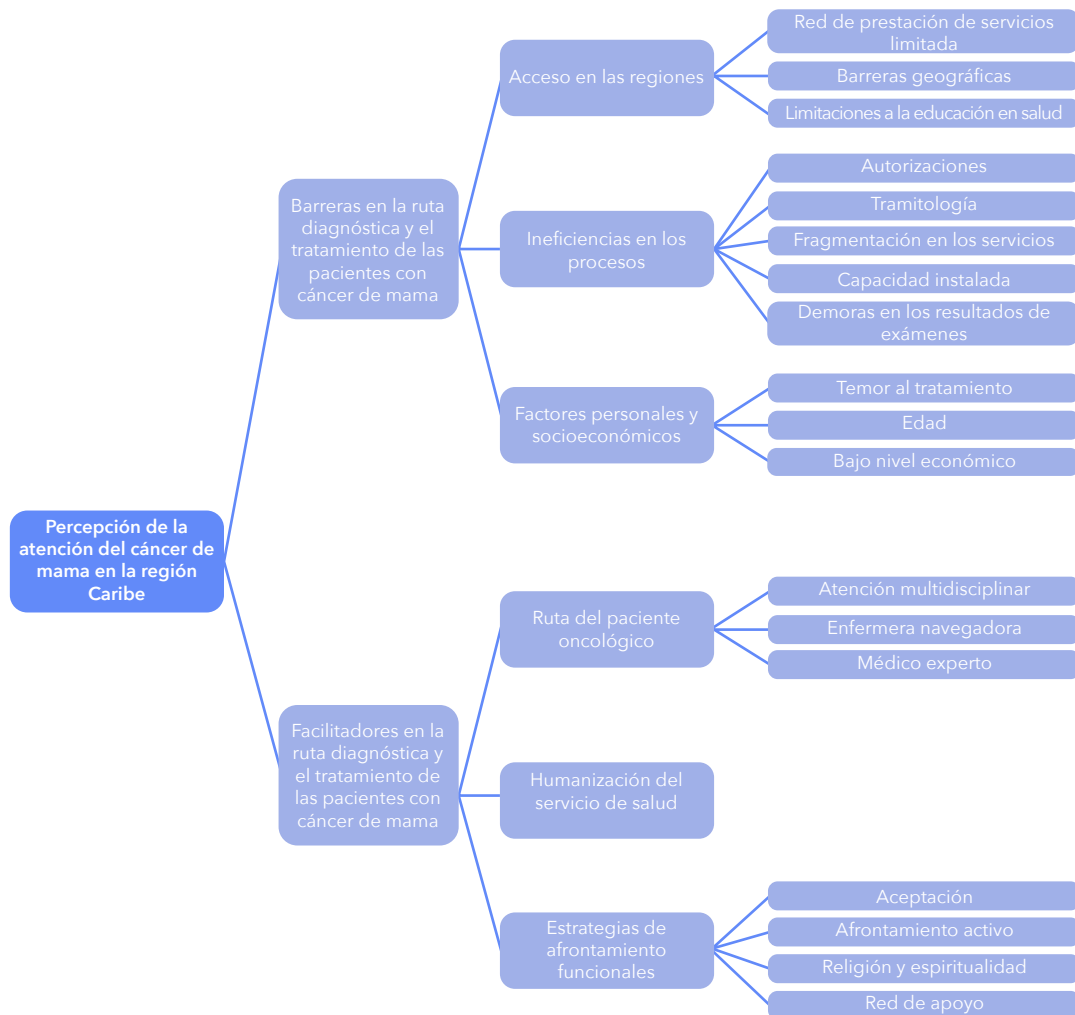 Percepción de la
atención del cáncer de
mama en la región
Caribe
Barreras en la ruta
diagnóstica y el
tratamiento de las
pacientes con
cáncer de mama
Acceso en las regiones
Red de prestación de servicios
limitada
Barreras geográficas
Limitaciones a la educación en salud
Ineficiencias en los
procesos
Autorizaciones
Tramitología
Fragmentación en los servicios
Capacidad instalada
Demoras en los resultados de
exámenes
Factores personales y
socioeconómicos
Temor al tratamiento
Edad
Bajo nivel económico
Facilitadores en la
ruta diagnóstica y
el tratamiento de
las pacientes con
cáncer de mama
Ruta del paciente
oncológico
Atención multidisciplinar
Enfermera navegadora
Médico experto
Humanización del
servicio de salud
Estrategias de
afrontamiento
funcionales
Aceptación
Afrontamiento activo
Religión y espiritualidad
Red de apoyo